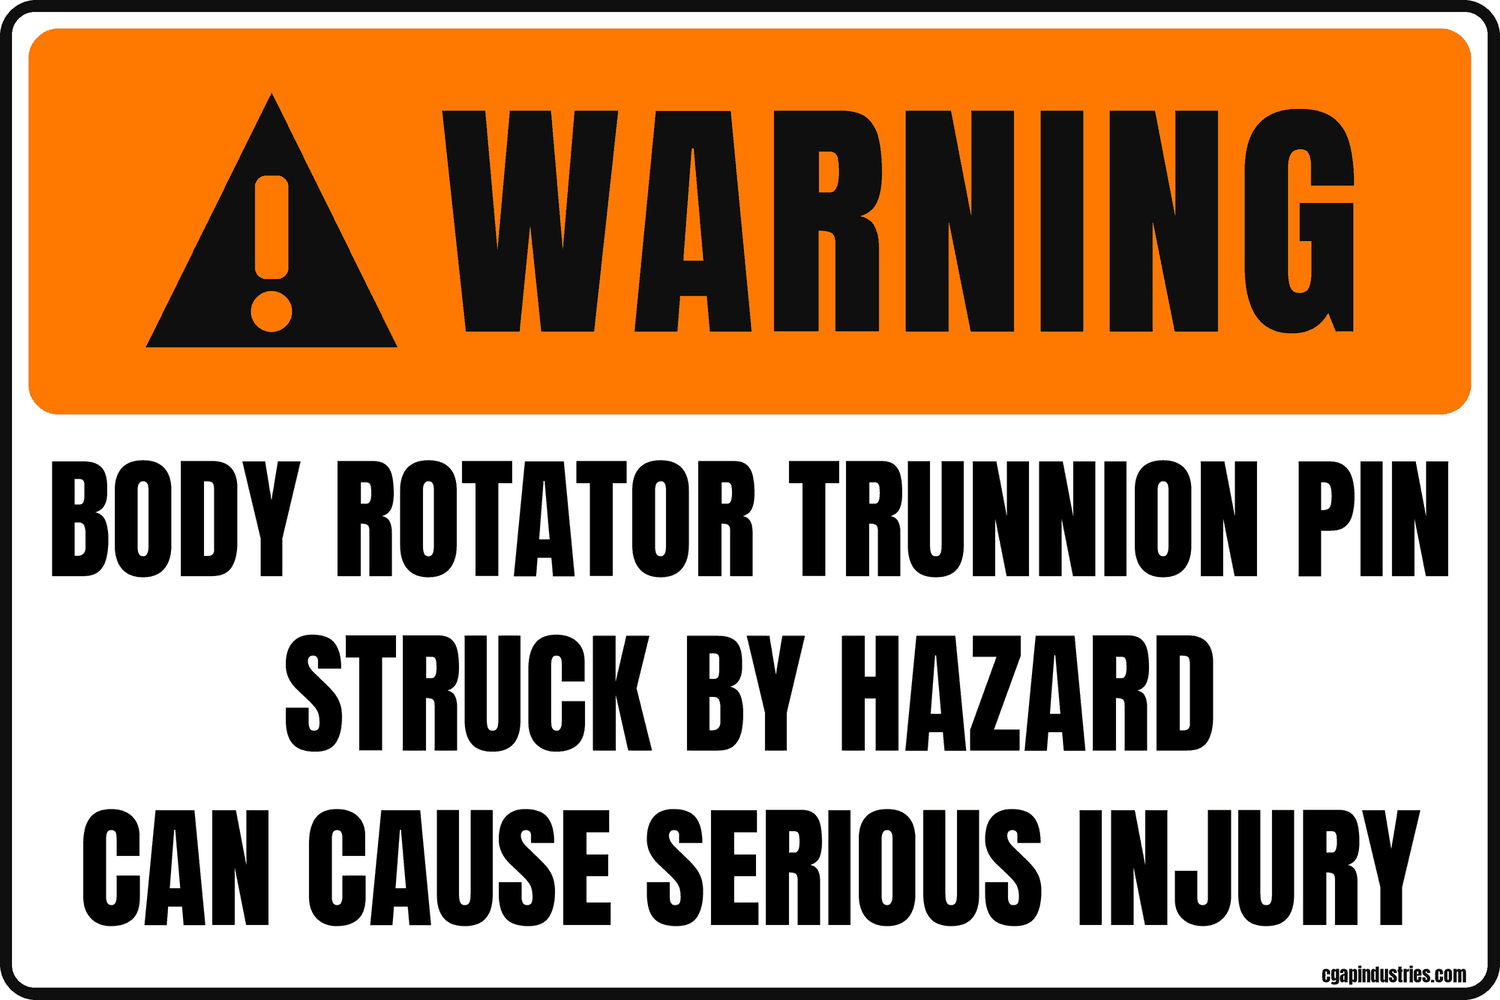 WARNING
BODY ROTATOR TRUNNION PIN
STRUCK BY HAZARD
CAN CAUSE SERIOUS INJURY
cgapindustries.com